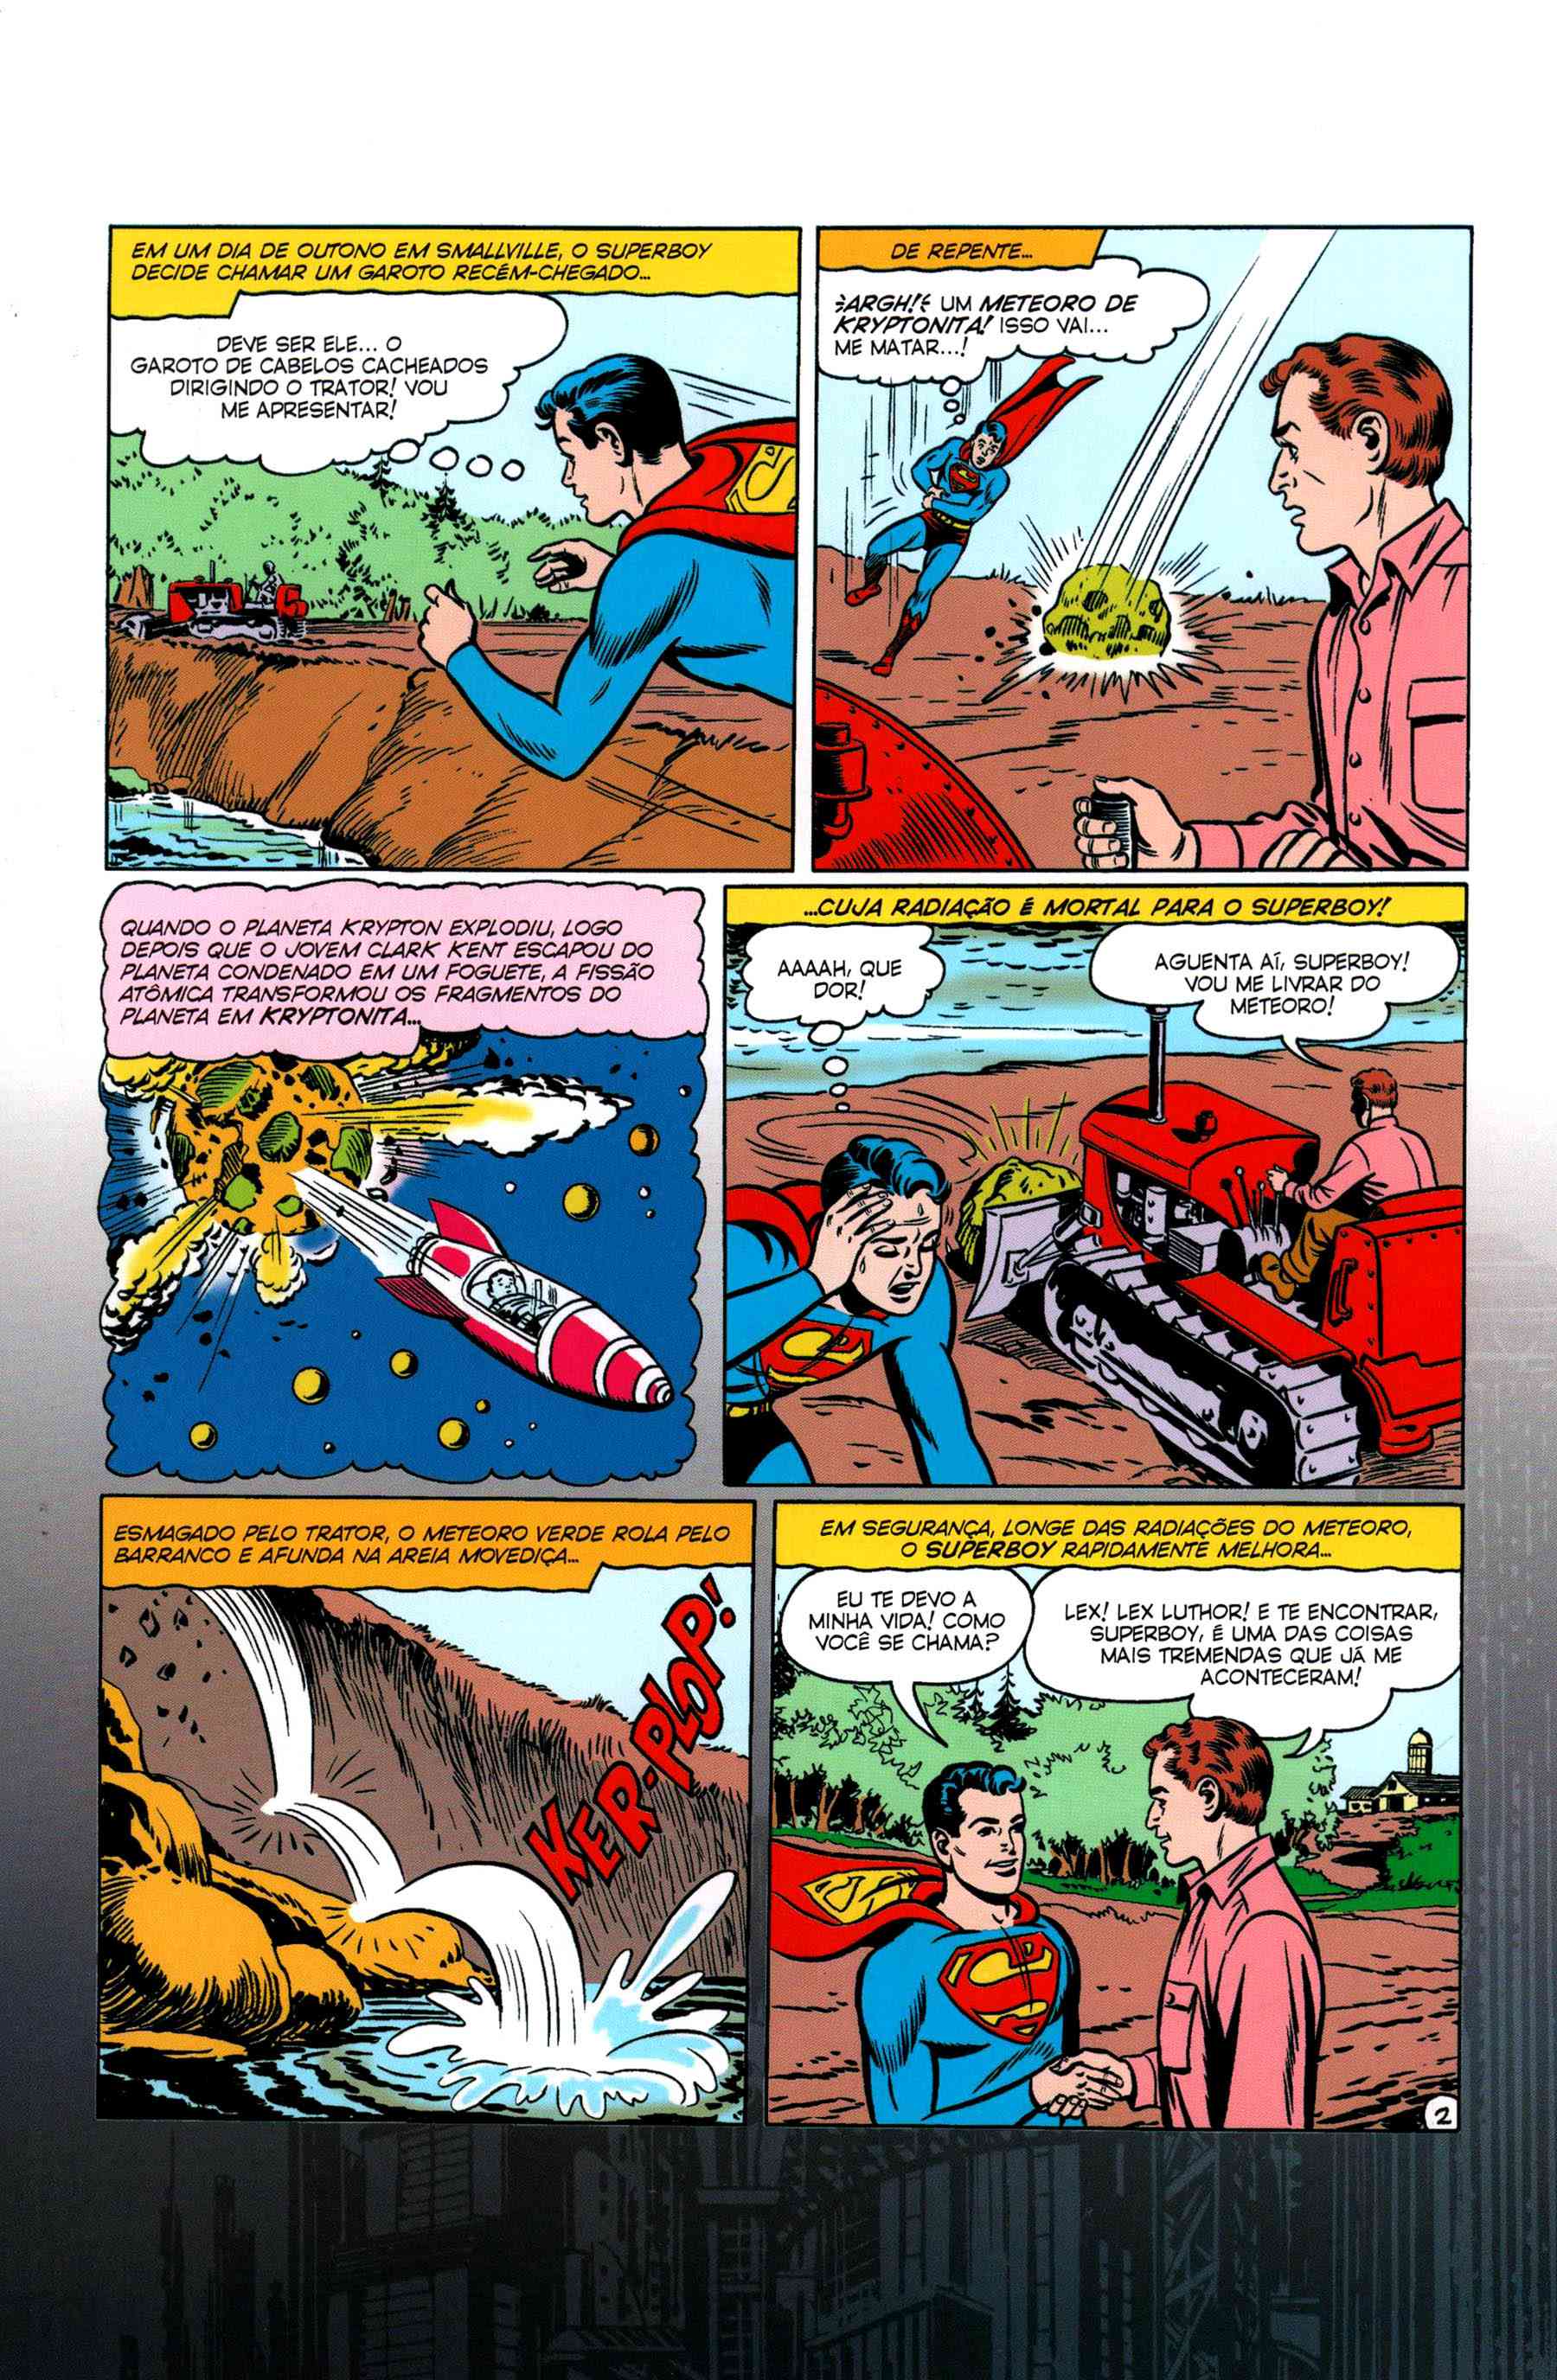 EM UM DIA DE OUTONO EM SMALLVILLE, O SUPERBOY
DECIDE CHAMAR UM GAROTO RECÉM-CHEGADO...
DEVE SER ELE... O
GAROTO DE CABELOS CACHEADOS
DIRIGINDO O TRATOR! VOU
ME APRESENTAR!
DE REPENTE...
ARGH! UM METEORO DE
KRYPTONITA! ISSO VAI...
ME MATAR...!
QUANDO O PLANETA KRYPTON EXPLODIU, LOGO
DEPOIS QUE O JOVEM CLARK KENT ESCAPOU DO
PLANETA CONDENADO EM UM FOGUETE, A FISSÃO
ATÔMICA TRANSFORMOU OS FRAGMENTOS DO
PLANETA EM KRYPTONITA...
...CUJA RADIAÇÃO É MORTAL PARA O SUPERBOY!
AAAAH, QUE
DOR!
AGUENTA AÍ, SUPERBOY!
VOU ME LIVRAR DO
METEORO!
ESMAGADO PELO TRATOR, O METEORO VERDE ROLA PELO
BARRANCO E AFUNDA NA AREIA MOVEDIÇA...
KER-PLOP!
EM SEGURANÇA, LONGE DAS RADIAÇÕES DO METEORO,
O SUPERBOY RAPIDAMENTE MELHORA...
EU TE DEVO A
MINHA VIDA! COMO
VOCÊ SE CHAMA?
LEX! LEX LUTHOR! E TE ENCONTRAR,
SUPERBOY, É UMA DAS COISAS
MAIS TREMENDAS QUE JÁ ME
ACONTECERAM!
2